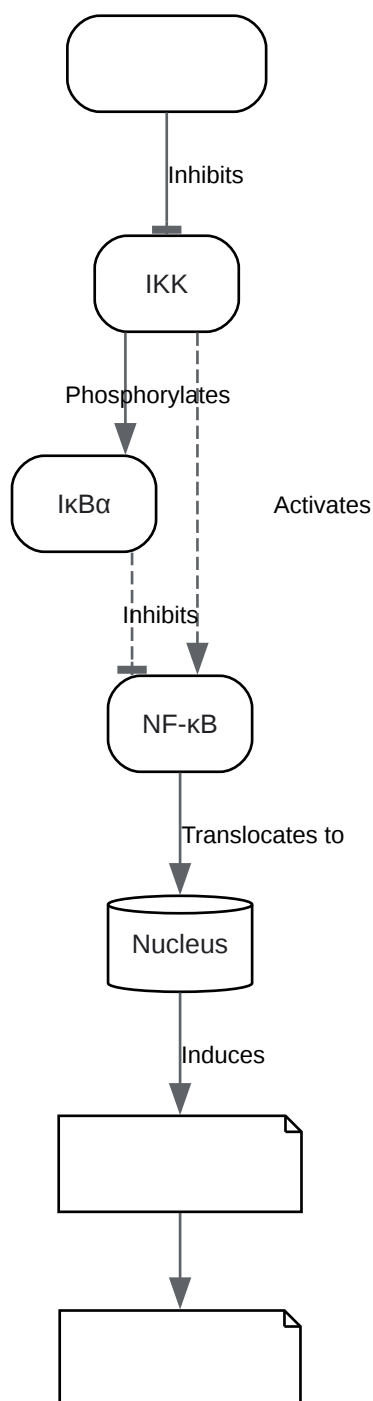 Inhibits
IKK
Phosphorylates
Activates
IκBα
Inhibits
NF-κB
Translocates to
Nucleus
Induces